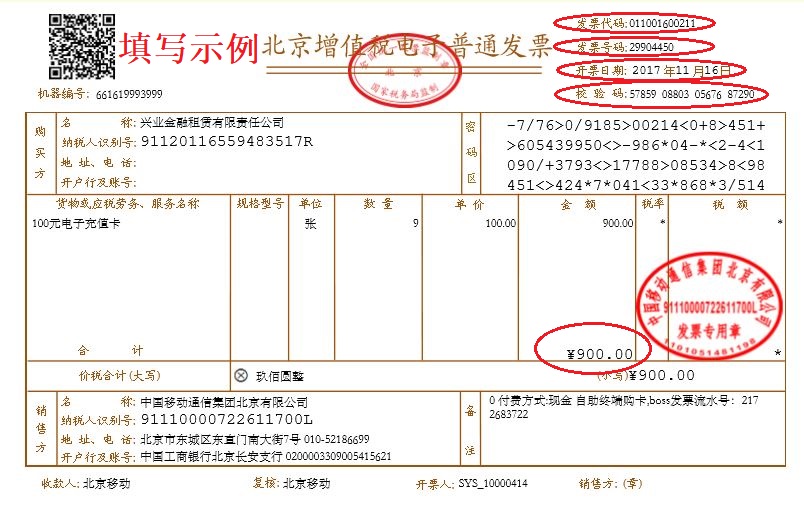 填写示例
北京增值税电子普通发票
发票代码:011001600211
发票号码:29904450
开票日期: 2017 年11 月16日
机器编号: 661619993999
校 验 码:57859 08803 05676 87290
购买方
名 称: 兴业金融租赁有限责任公司
纳税人识别号: 91120116559483517R
地 址、电 话:
开户行及账号:
密码区
-7/76>0/9185>00214<0+8>451+
>605439950<>-986*04-*<2-4<1
090/+3793<>17788>08534>8<98
451<>424*7*041<33*868*3/514
货物或应税劳务、服务名称 规格型号 单位 数 量 单 价 金 额 税率 税 额
100元电子充值卡 张 9 100.00 900.00 * *
合 计 ¥900.00 *
价税合计(大写) ⊗ 玖佰圆整 (小写)¥900.00
销售方
名 称: 中国移动通信集团北京有限公司
纳税人识别号: 91110000722611700L
地 址、电 话: 北京市东城区东直门南大街7号 010-52186699
开户行及账号: 中国工商银行北京长安支行 0200003309005415621
备注
0 付费方式:现金 自助终端购卡,boss发票流水号: 217
2683722
收款人: 北京移动 复核: 北京移动 开票人: SYS_10000414 销售方: (章)
中国移动通信集团北京有限公司
91110000722611700L
发票专用章
1101051481198
北 京
国家税务局监制